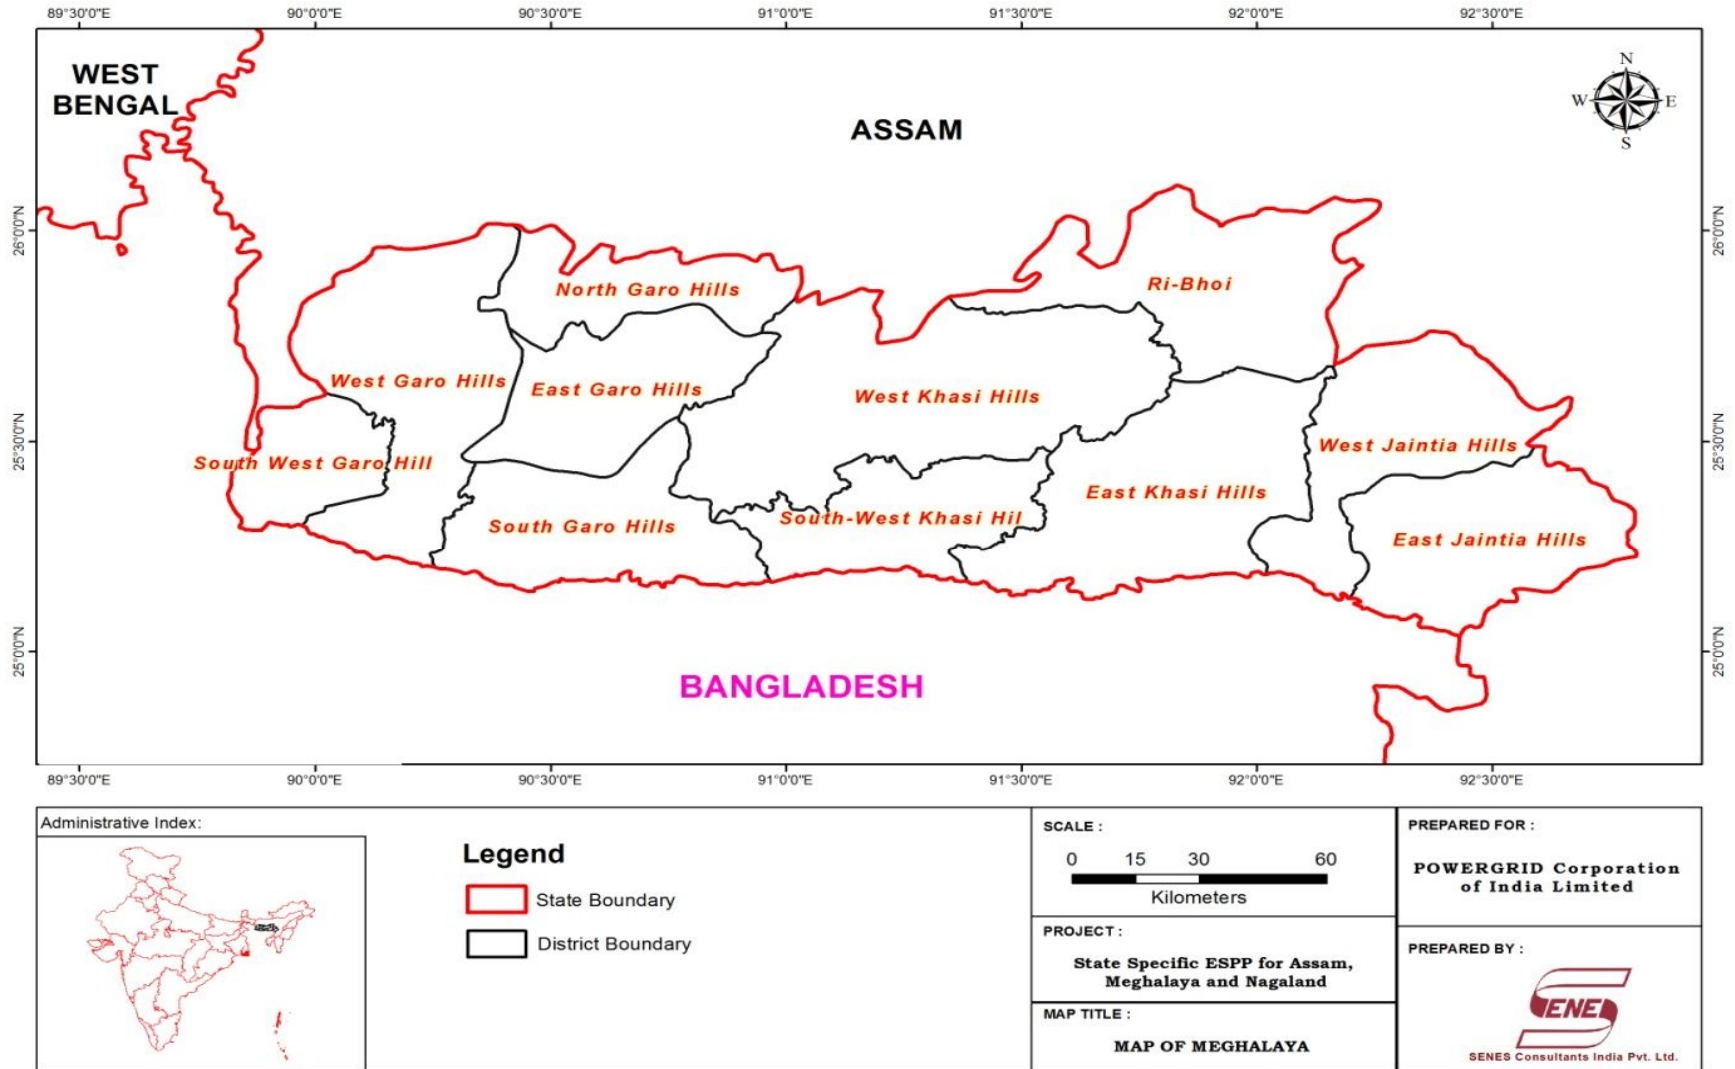 89°30'0"E 90°0'0"E 90°30'0"E 91°0'0"E 91°30'0"E 92°0'0"E 92°30'0"E
WEST
BENGAL
ASSAM
N
W E
S
26°0'0"N 26°0'0"N
Ri-Bhoi
North Garo Hills
West Garo Hills
East Garo Hills
West Khasi Hills
25°30'0"N 25°30'0"N
West Jaintia Hills
South West Garo Hill
East Khasi Hills
South-West Khasi Hil
South Garo Hills
East Jaintia Hills
25°0'0"N 25°0'0"N
BANGLADESH
89°30'0"E 90°0'0"E 90°30'0"E 91°0'0"E 91°30'0"E 92°0'0"E 92°30'0"E
Administrative Index:
Legend
State Boundary
District Boundary
SCALE :
0 15 30 60
Kilometers
PROJECT :
State Specific ESPP for Assam,
Meghalaya and Nagaland
MAP TITLE :
MAP OF MEGHALAYA
PREPARED FOR :
POWERGRID Corporation
of India Limited
PREPARED BY :
SENES
SENES Consultants India Pvt. Ltd.